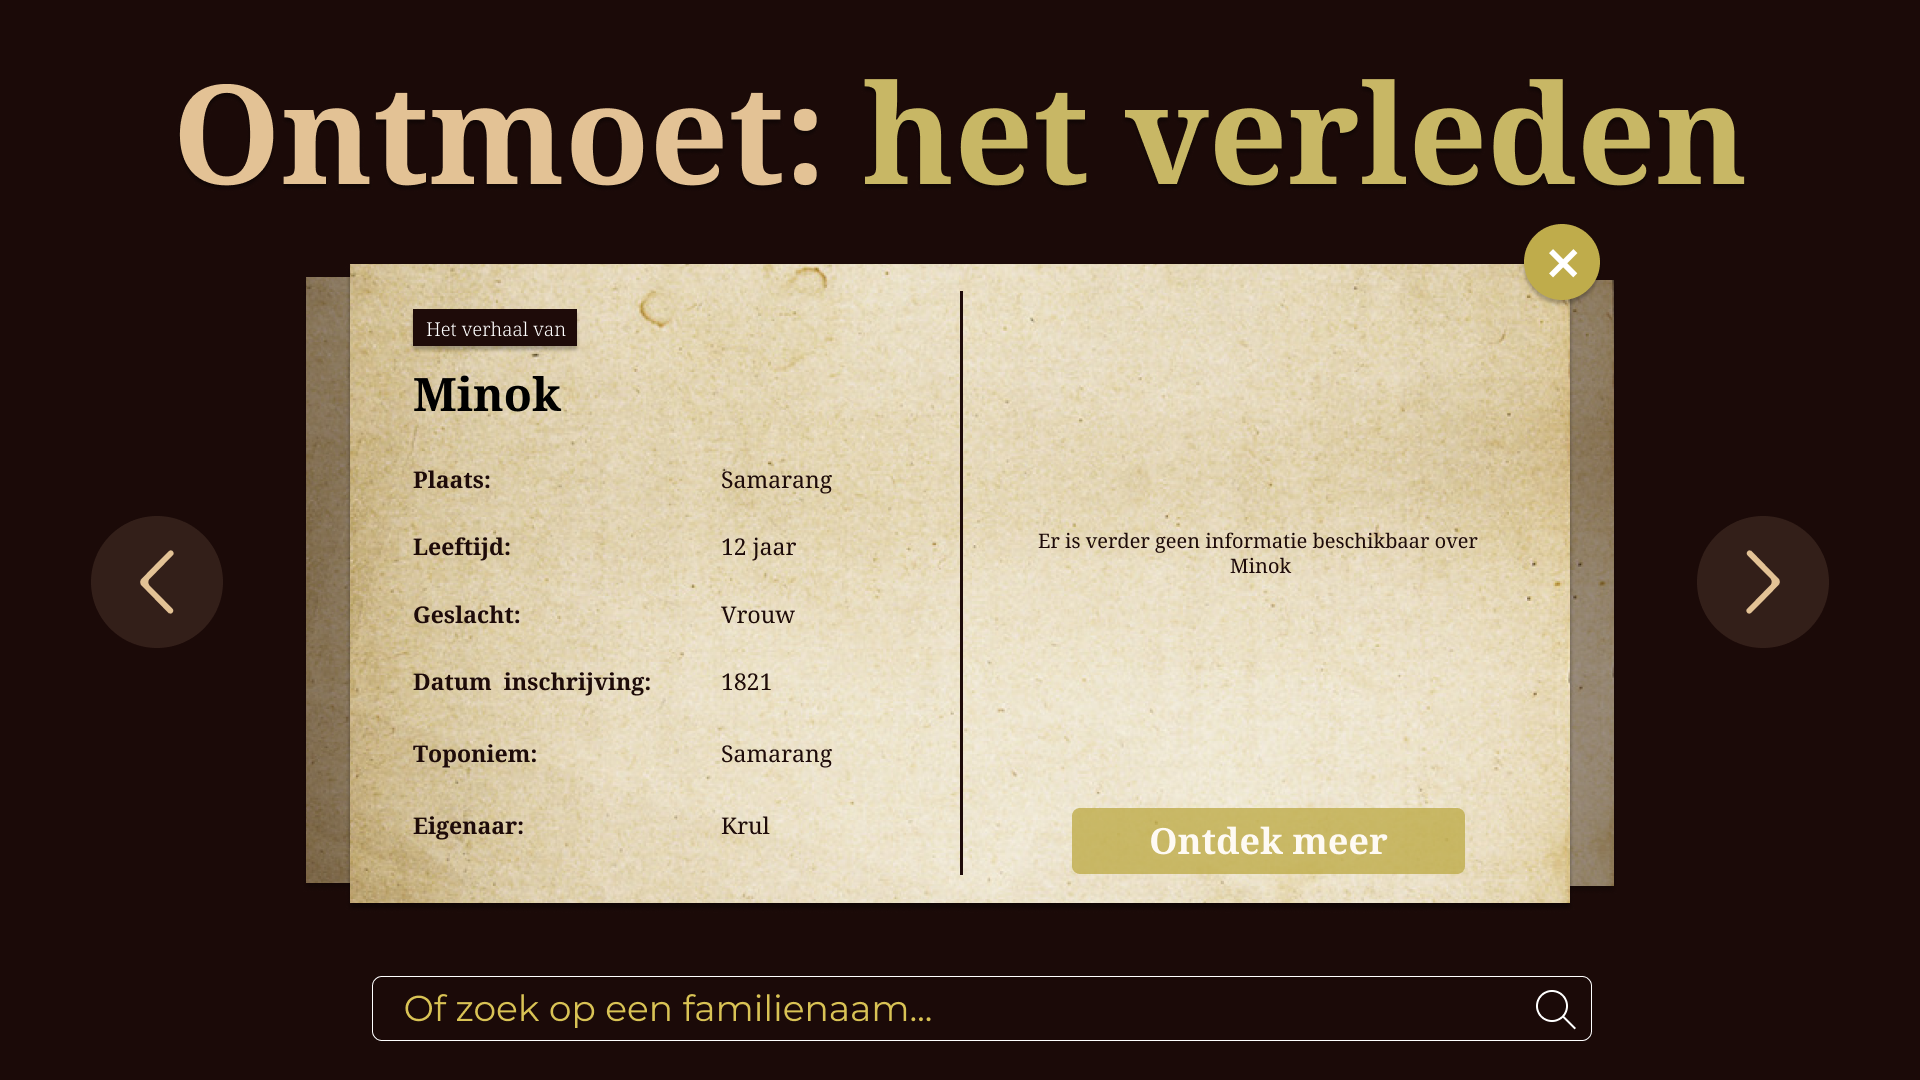 Ontmoet: het verleden
Het verhaal van
Minok
Plaats: Samarang
Leeftijd: 12 jaar
Geslacht: Vrouw
Datum inschrijving: 1821
Toponiem: Samarang
Eigenaar: Krul
Er is verder geen informatie beschikbaar over
Minok
Ontdek meer
Of zoek op een familienaam...